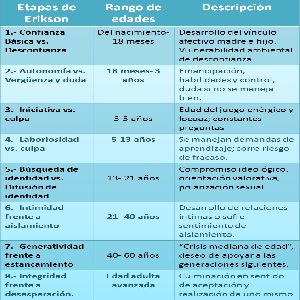 Etapas de Erikson
Rango de edades
Descripción
1.- Confianza Básica vs. Desconfianza
Del nacimiento- 18 meses
Desarrollo del vínculo afectivo madre e hijo. Vulnerabilidad ambiental de desconfianza
2.- Autonomía vs. Vergüenza y duda
18 meses-3 años
Emancipación, habilidades y control, duda si no se maneja bien.
3. Iniciativa vs. culpa
años
Edad del juego enérgico y locuaz; constantes preguntas
4. Laboriosidad vs. culpa
5-13 años
Se manejan demandas de aprendizaje; corre riesgo de fracaso.
5.- Búsqueda de identidad vs. Difusión de identidad
13- 21 años
Compromiso ideológico, orientación valorativa, polarización sexual
6. Intimidad frente a aislamiento
21- 40 años
Desarrollo de relaciones íntimas o sufre sentimiento de aislamiento.
7. Generatividad frente a estancamiento
40- 60 años
"Crisis mediana de edad", deseo de apoyar a las generaciones siguientes.
8.- Integridad frente a desesperación.
Edad adulta avanzada
Culminación en sentido de aceptación y realización de uno mismo